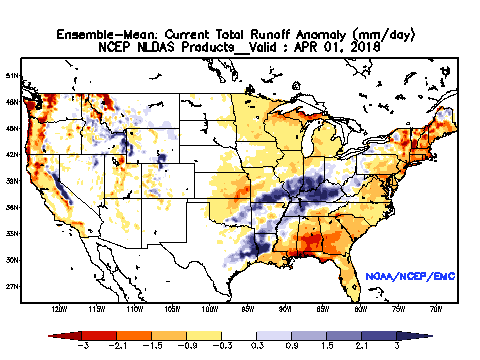 Ensemble-Mean: Current Total Runoff Anomaly (mm/day)
NCEP NLDAS Products__Valid : APR 01, 2018
51N
48N
45N
42N
39N
36N
33N
30N
27N
NOAA/NCEP/EMC
120W 115W 110W 105W 100W 95W 90W 85W 80W 75W 70W
-3 -2.1 -1.5 -0.9 -0.3 0.3 0.9 1.5 2.1 3